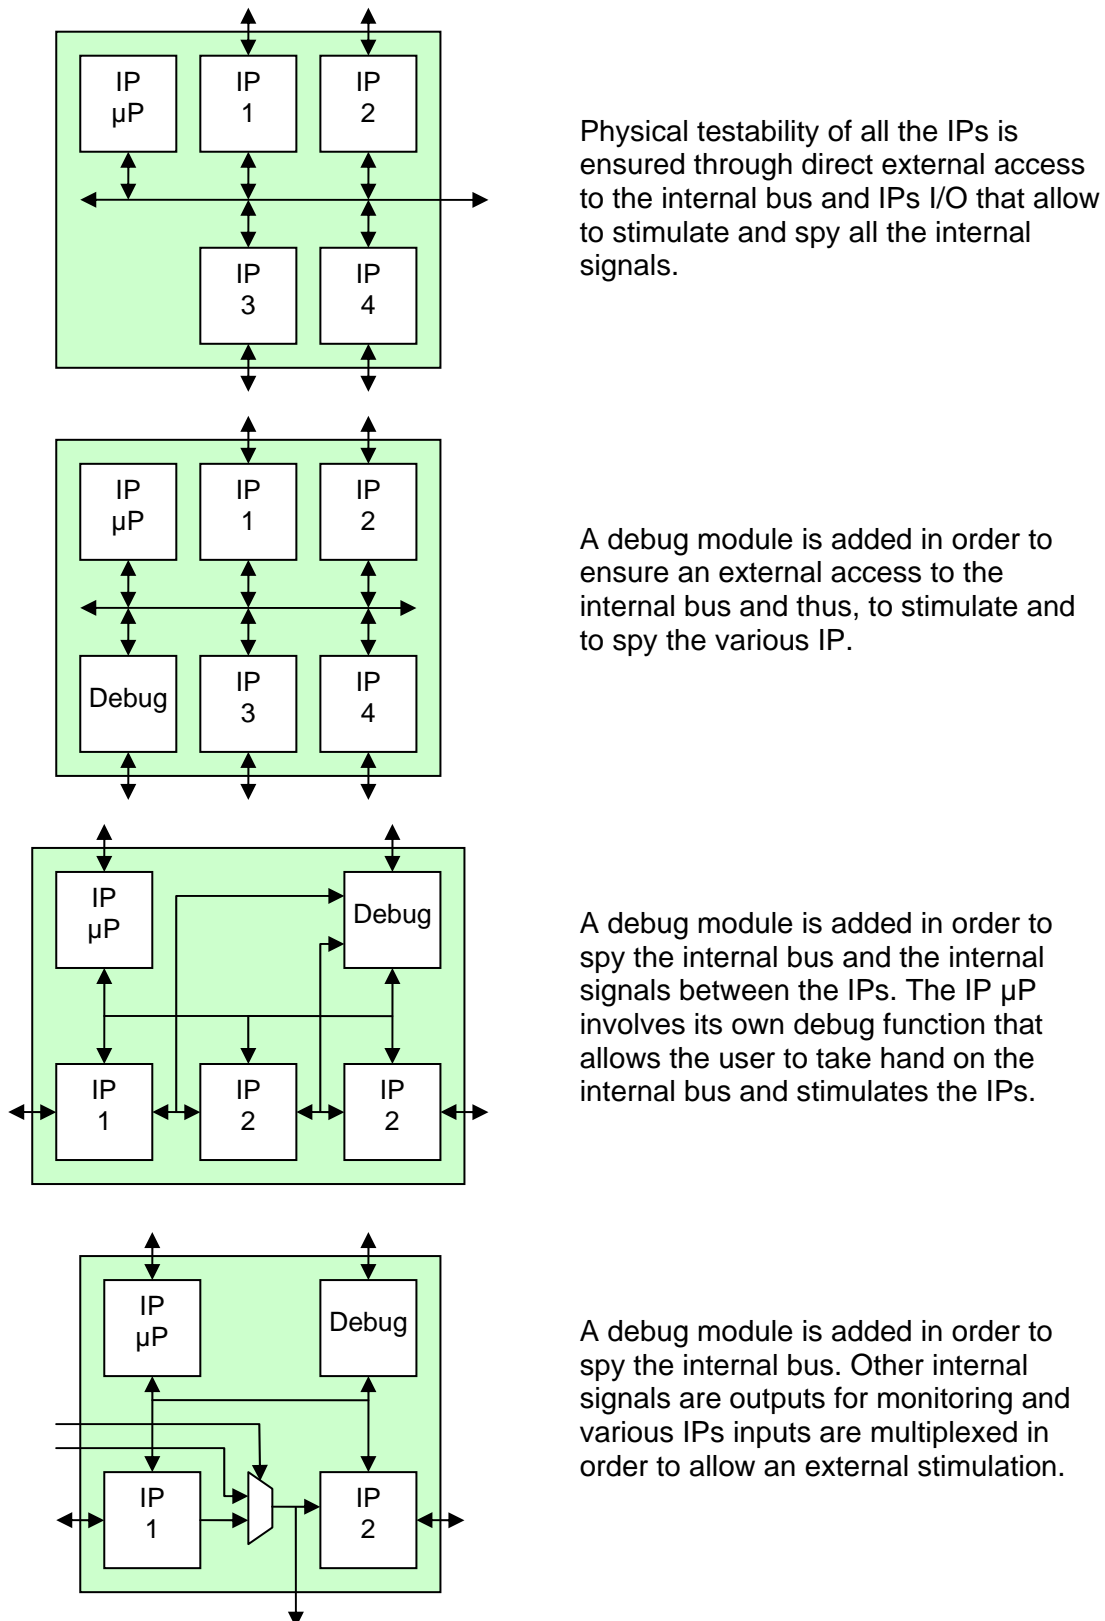 IP
µP
IP
1
IP
2
IP
3
IP
4
Physical testability of all the IPs is
ensured through direct external access
to the internal bus and IPs I/O that allow
to stimulate and spy all the internal
signals.
IP
µP
IP
1
IP
2
Debug
IP
3
IP
4
A debug module is added in order to
ensure an external access to the
internal bus and thus, to stimulate and
to spy the various IP.
IP
µP
Debug
IP
1
IP
2
IP
2
A debug module is added in order to
spy the internal bus and the internal
signals between the IPs. The IP µP
involves its own debug function that
allows the user to take hand on the
internal bus and stimulates the IPs.
IP
µP
Debug
IP
1
IP
2
A debug module is added in order to
spy the internal bus. Other internal
signals are outputs for monitoring and
various IPs inputs are multiplexed in
order to allow an external stimulation.